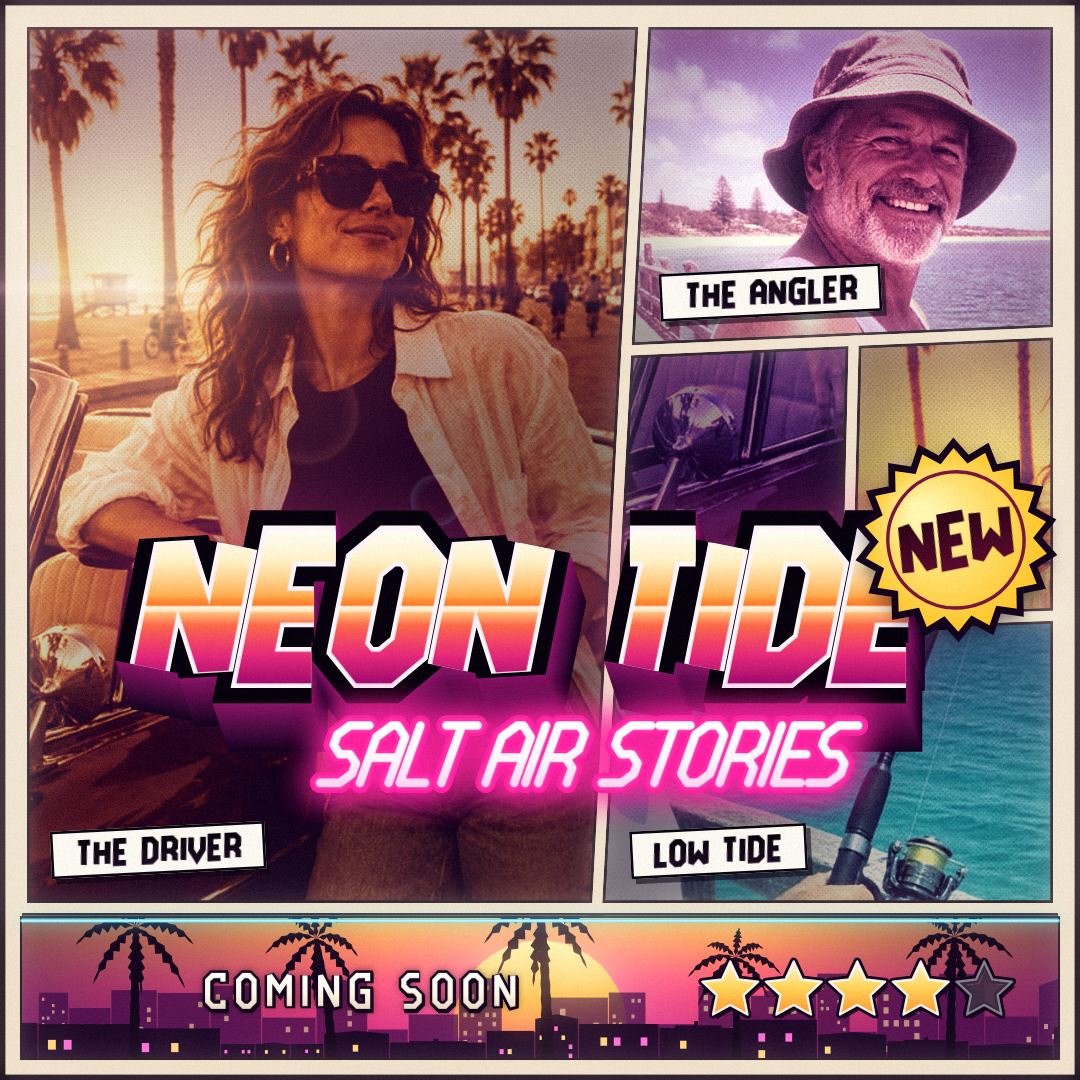 THE ANGLER
NEW
NEON TIDE
SALT AIR STORIES
THE DRIVER
LOW TIDE
COMING SOON